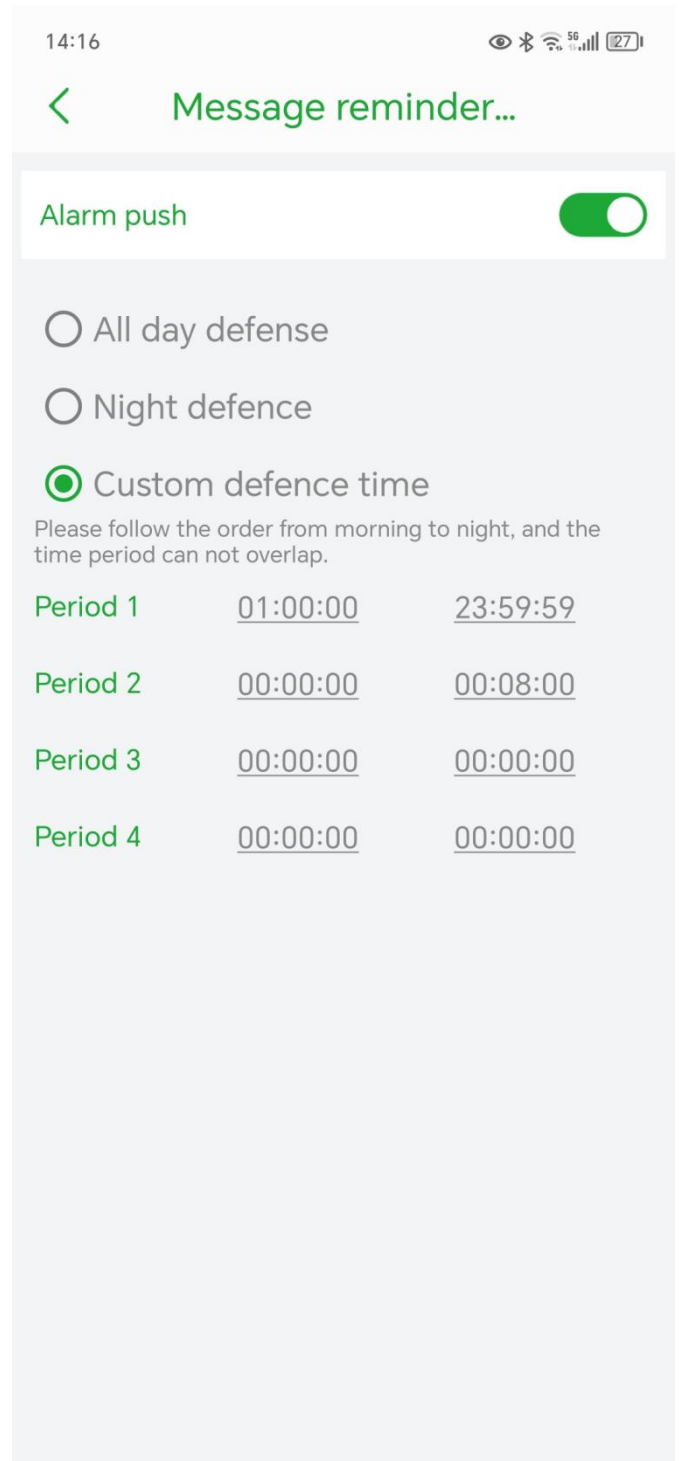 14:16 5G 27
Message reminder...
Alarm push
All day defense
Night defence
Custom defence time
Please follow the order from morning to night, and the
time period can not overlap.
Period 1 01:00:00 23:59:59
Period 2 00:00:00 00:08:00
Period 3 00:00:00 00:00:00
Period 4 00:00:00 00:00:00